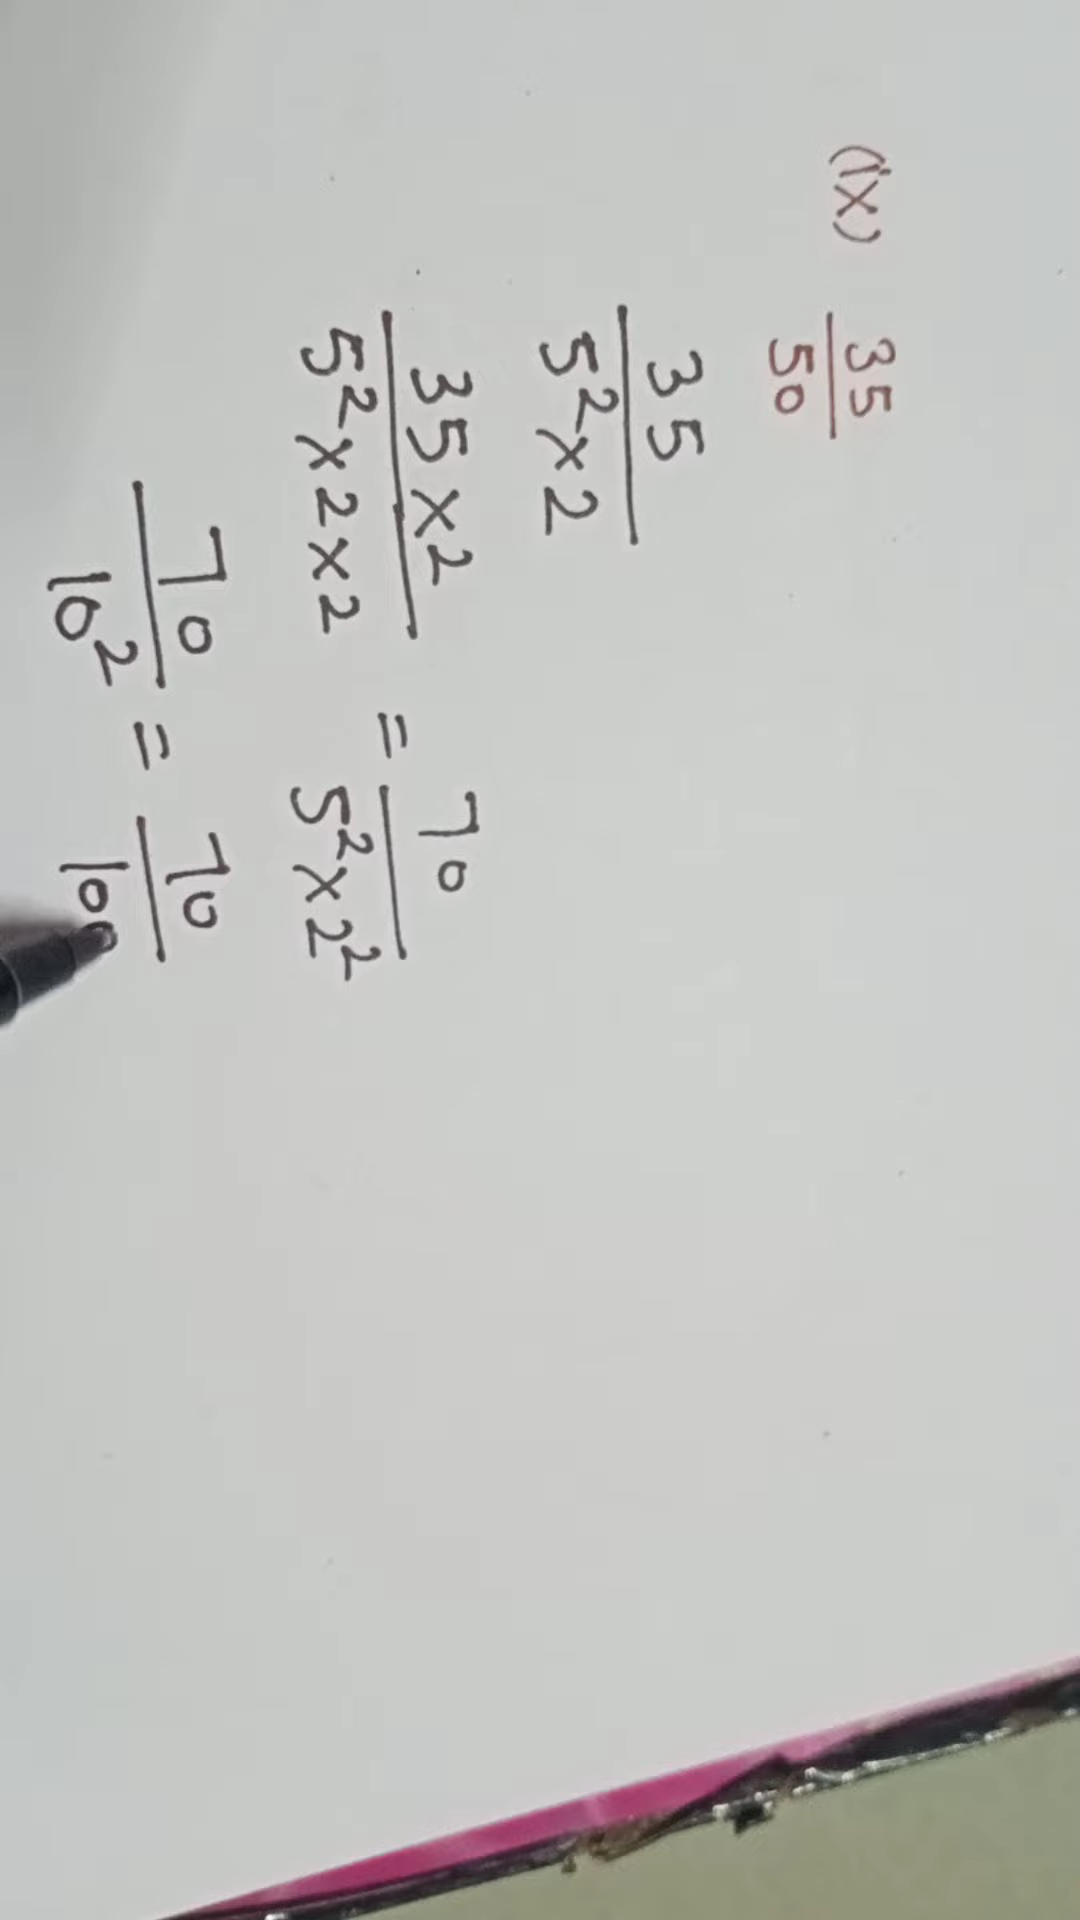 (ix) 35/50
35/5²×2
35×2/5²×2×2 = 70/5²×2²
70/10² = 70/100